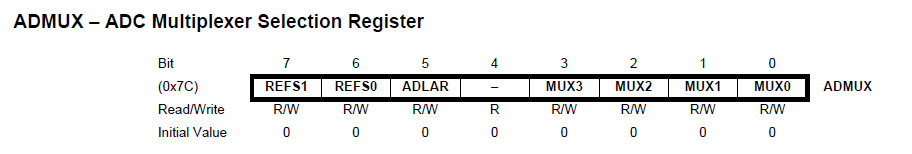 ADMUX – ADC Multiplexer Selection Register
Bit 7 6 5 4 3 2 1 0
(0x7C) REFS1 REFS0 ADLAR – MUX3 MUX2 MUX1 MUX0 ADMUX
Read/Write R/W R/W R/W R R/W R/W R/W R/W
Initial Value 0 0 0 0 0 0 0 0